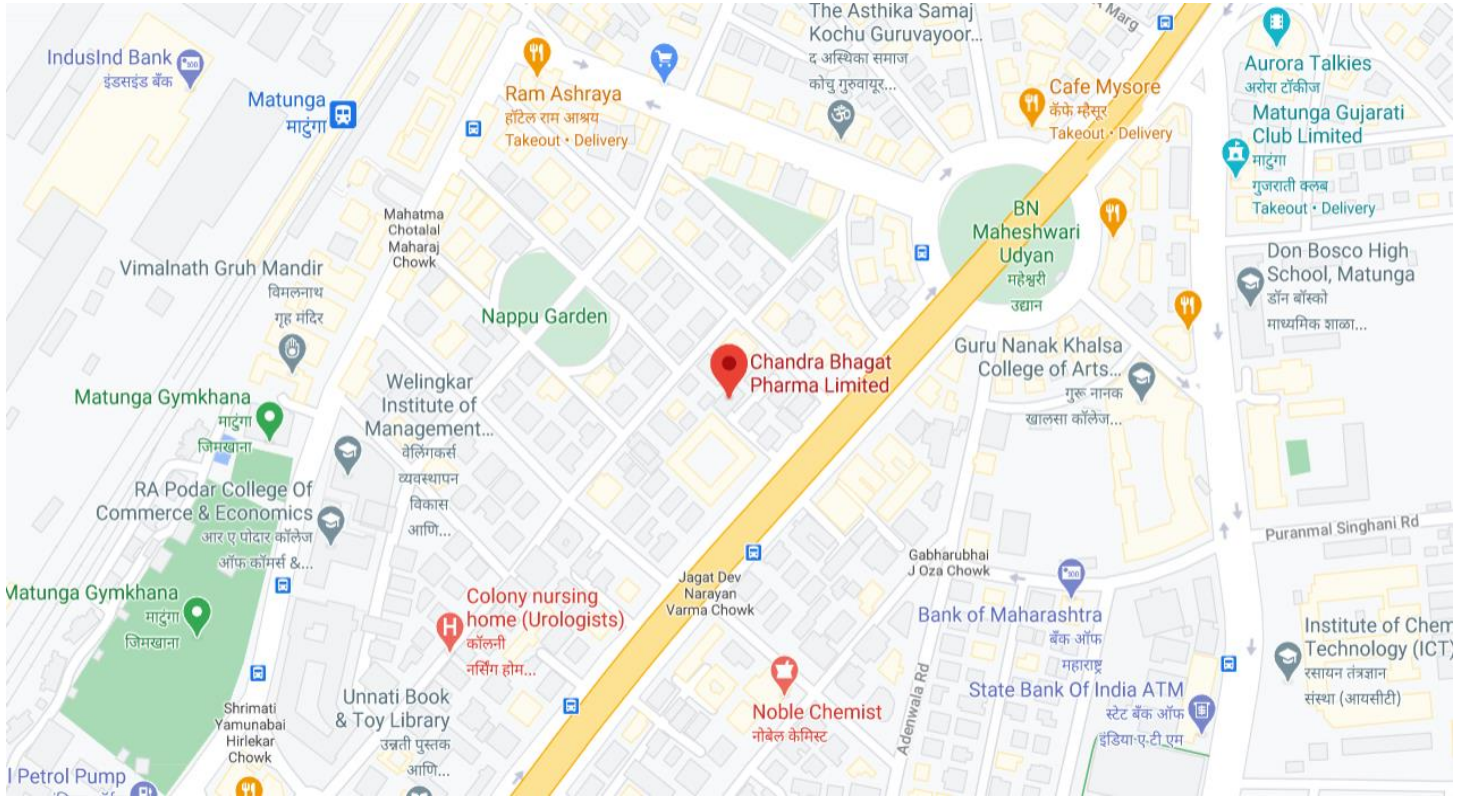 The Asthika Samaj
Kochu Guruvayoor...
द अस्थिका समाज
कोचु गुरुवायूर...
Marg
IndusInd Bank
इंडसइंड बँक
Matunga
माटुंगा
Ram Ashraya
हॉटेल राम आश्रय
Takeout • Delivery
Cafe Mysore
कॅफे म्हैसूर
Takeout • Delivery
Aurora Talkies
अरोरा टॉकीज
Matunga Gujarati
Club Limited
माटुंगा
गुजराती क्लब
Takeout • Delivery
Mahatma
Chotalal
Maharaj
Chowk
BN
Maheshwari
Udyan
महेश्वरी
उद्यान
Don Bosco High
School, Matunga
डॉन बॉस्को
माध्यमिक शाळा...
Vimalnath Gruh Mandir
विमलनाथ
गृह मंदिर
Nappu Garden
Chandra Bhagat
Pharma Limited
Guru Nanak Khalsa
College of Arts...
गुरू नानक
खालसा कॉलेज...
Matunga Gymkhana
माटुंगा
जिमखाना
Welingkar
Institute of
Management...
वेलिंगकर्स
व्यवस्थापन
विकास
आणि...
RA Podar College Of
Commerce & Economics
आर ए पोदार कॉलेज
ऑफ कॉमर्स &...
Puranmal Singhani Rd
Gabharubhai
J Oza Chowk
Matunga Gymkhana
माटुंगा
जिमखाना
Colony nursing
home (Urologists)
कॉलनी
नर्सिंग होम...
Jagat Dev
Narayan
Varma Chowk
Bank of Maharashtra
बँक ऑफ
महाराष्ट्र
Institute of Chem
Technology (ICT)
रसायन तंत्रज्ञान
संस्था (आयसीटी)
State Bank Of India ATM
स्टेट बँक ऑफ
इंडिया ए टी एम
Adenwala Rd
Noble Chemist
नोबेल केमिस्ट
Unnati Book
& Toy Library
उन्नती पुस्तक
आणि...
Shrimati
Yamunabai
Hirlekar
Chowk
l Petrol Pump